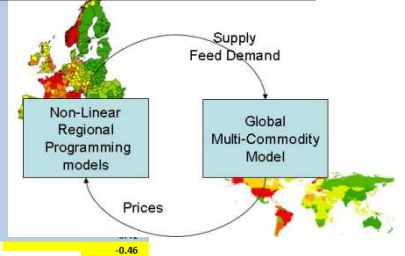 Supply
Feed Demand
Non-Linear
Regional
Programming
models
Global
Multi-Commodity
Model
Prices
-0.46